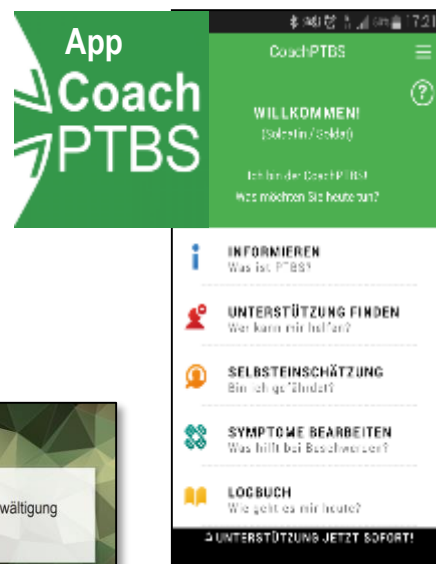 App
Coach
PTBS
17:21
CoachPTBS
?
WILLKOMMEN!
(Soldatin / Soldat)
Ich bin der CoachPTBS!
Was möchten Sie heute tun?
INFORMIEREN
Was ist PTBS?
UNTERSTÜTZUNG FINDEN
Wer kann mir helfen?
SELBSTEINSCHÄTZUNG
Bin ich gefährdet?
SYMPTOME BEARBEITEN
Was hilft bei Beschwerden?
LOGBUCH
Wie geht es mir heute?
UNTERSTÜTZUNG JETZT SOFORT!
wältigung